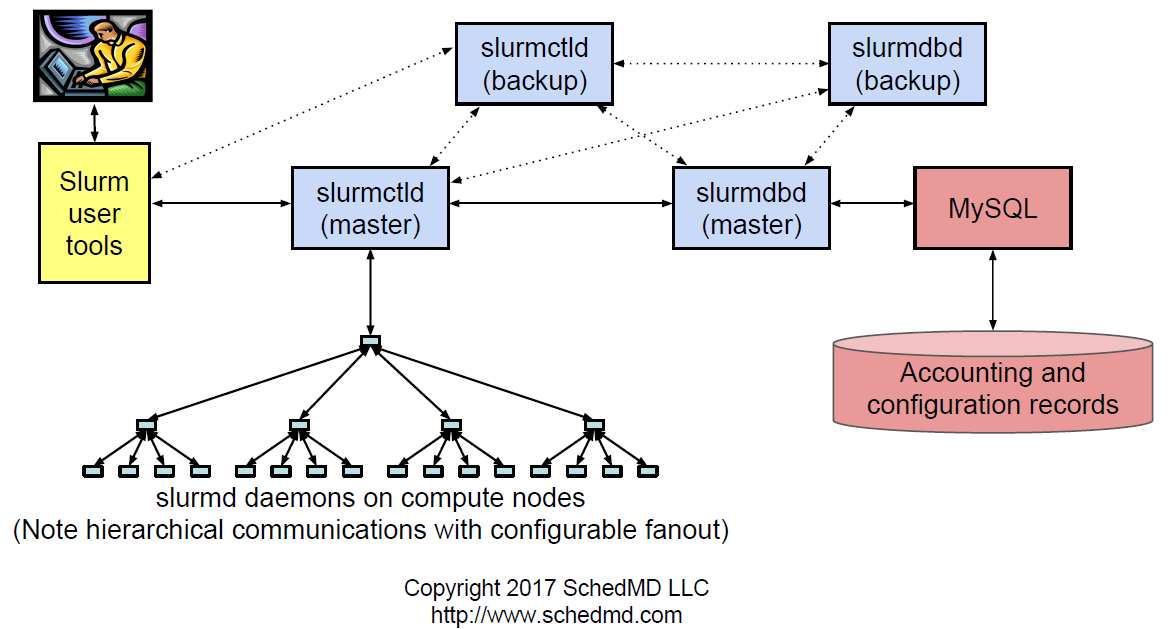 slurmctld
(backup)
slurmdbd
(backup)
Slurm
user
tools
slurmctld
(master)
slurmdbd
(master)
MySQL
Accounting and
configuration records
slurmd daemons on compute nodes
(Note hierarchical communications with configurable fanout)
Copyright 2017 SchedMD LLC
http://www.schedmd.com